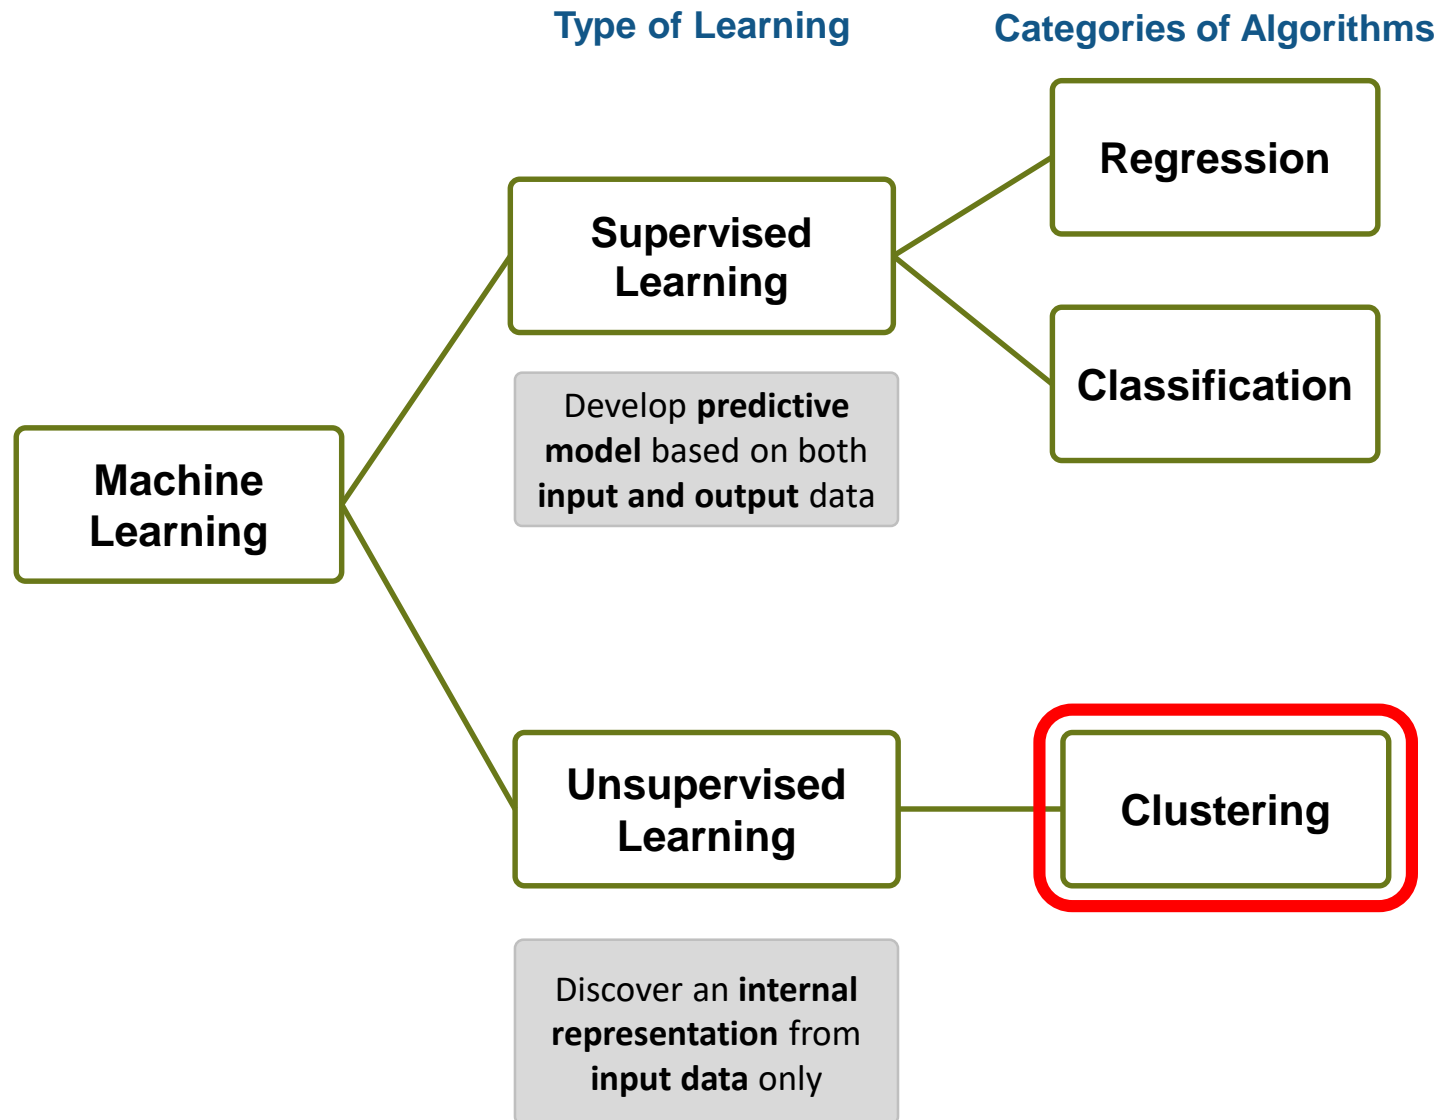 Type of Learning
Categories of Algorithms
Regression
Supervised
Learning
Classification
Develop predictive
model based on both
input and output data
Machine
Learning
Unsupervised
Learning
Clustering
Discover an internal
representation from
input data only